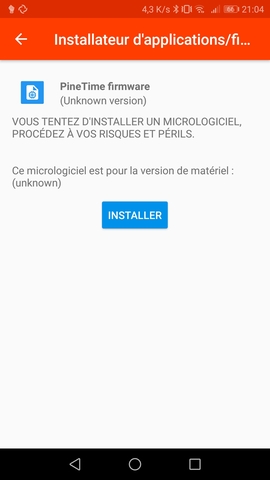 4,3 K/s 21:04
Installateur d'applications/fi...
PineTime firmware
(Unknown version)
VOUS TENTEZ D'INSTALLER UN MICROLOGICIEL,
PROCÉDEZ À VOS RISQUES ET PÉRILS.
Ce micrologiciel est pour la version de matériel :
(unknown)
INSTALLER